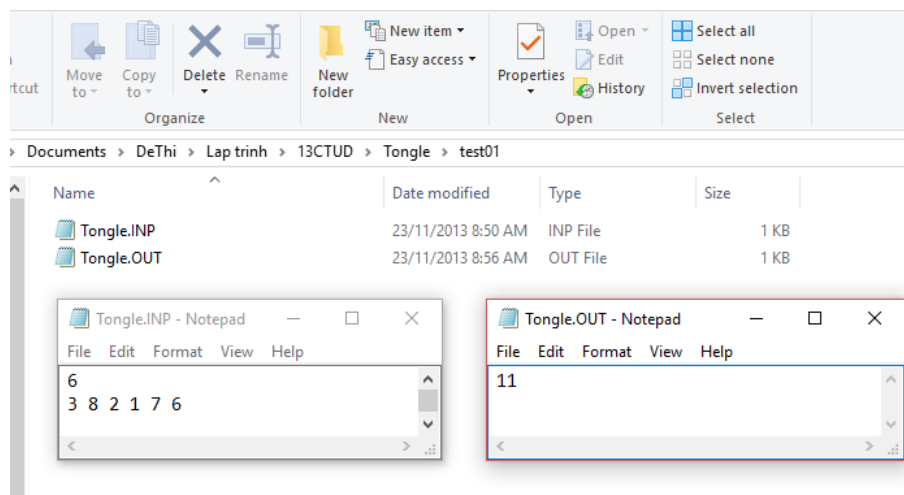 New item
Open
Select all
Easy access
Edit
Select none
rtcut
Move to
Copy to
Delete
Rename
New folder
Properties
History
Invert selection
Organize
New
Open
Select
> Documents > DeThi > Lap trinh > 13CTUD > Tongle > test01
Name Date modified Type Size
Tongle.INP 23/11/2013 8:50 AM INP File 1 KB
Tongle.OUT 23/11/2013 8:56 AM OUT File 1 KB
Tongle.INP - Notepad
File Edit Format View Help
6
3 8 2 1 7 6
Tongle.OUT - Notepad
File Edit Format View Help
11